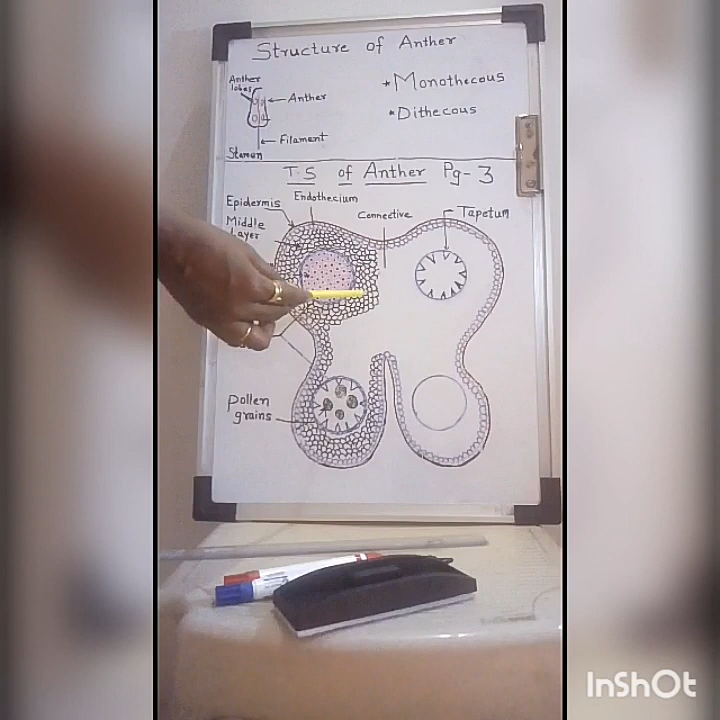 Structure of Anther
Anther
lobes
Anther
Filament
Stamen
*Monothecous
*Dithecous
T.S of Anther Pg-3
Epidermis
Endothecium
Middle
Layer
Connective
Tapetum
Pollen
grains
InShOt